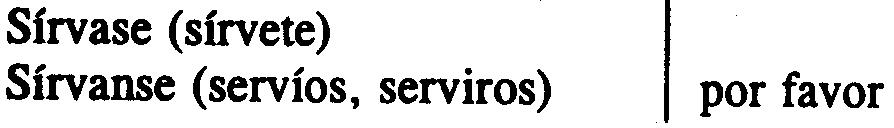 Sírvase (sírvete)
Sírvanse (servíos, serviros) por favor